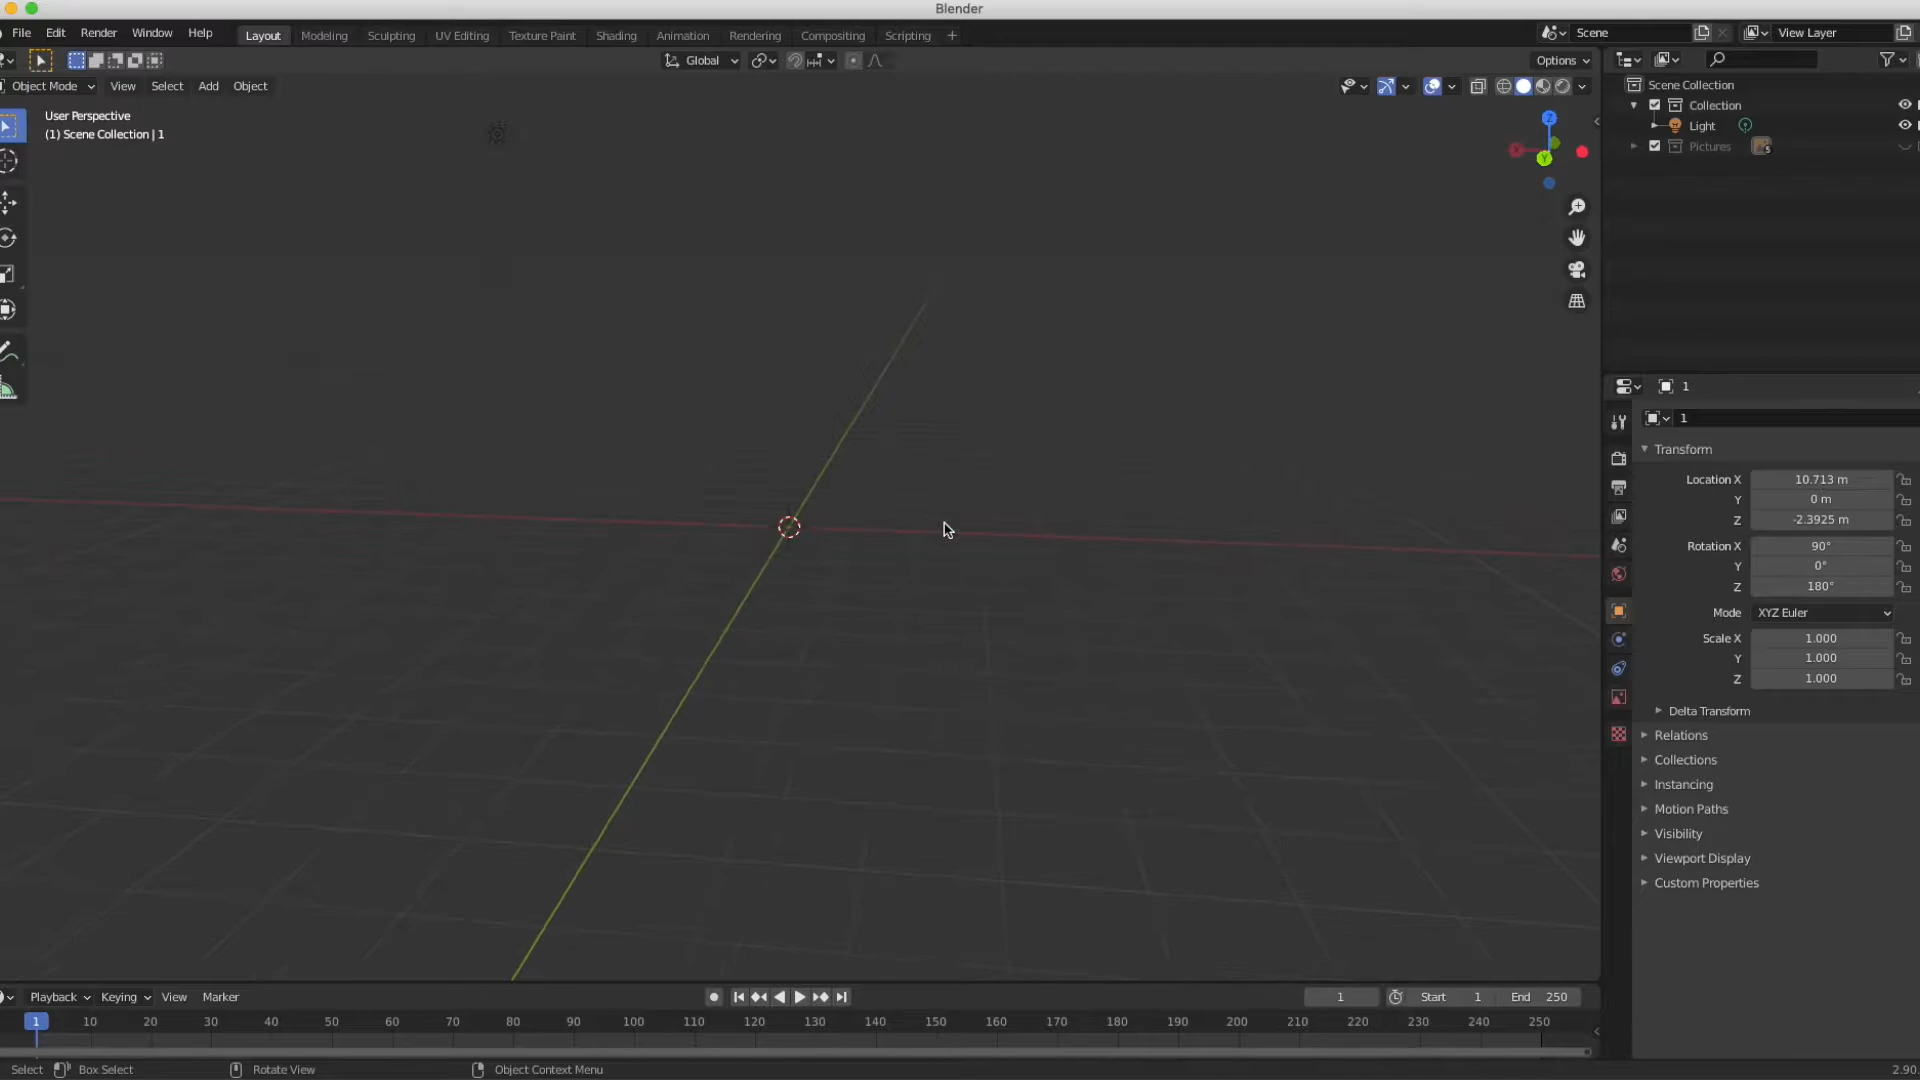 Blender
File Edit Render Window Help Layout Modeling Sculpting UV Editing Texture Paint Shading Animation Rendering Compositing Scripting + Scene View Layer
Global Options
Object Mode View Select Add Object
User Perspective
(1) Scene Collection | 1
Z
X
Y
Scene Collection
Collection
Light
Pictures 5
1
1
Transform
Location X 10.713 m
Y 0 m
Z -2.3925 m
Rotation X 90°
Y 0°
Z 180°
Mode XYZ Euler
Scale X 1.000
Y 1.000
Z 1.000
Delta Transform
Relations
Collections
Instancing
Motion Paths
Visibility
Viewport Display
Custom Properties
Playback Keying View Marker 1 Start 1 End 250
1 10 20 30 40 50 60 70 80 90 100 110 120 130 140 150 160 170 180 190 200 210 220 230 240 250
Select Box Select Rotate View Object Context Menu 2.90.